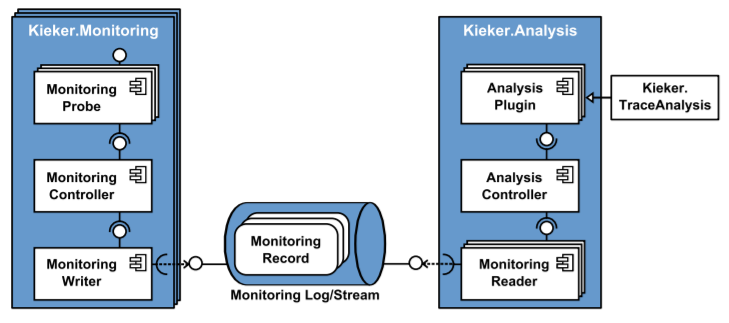 Kieker.Monitoring
Monitoring
Probe
Monitoring
Controller
Monitoring
Writer
Monitoring
Record
Monitoring Log/Stream
Kieker.Analysis
Analysis
Plugin
Analysis
Controller
Monitoring
Reader
Kieker.
TraceAnalysis